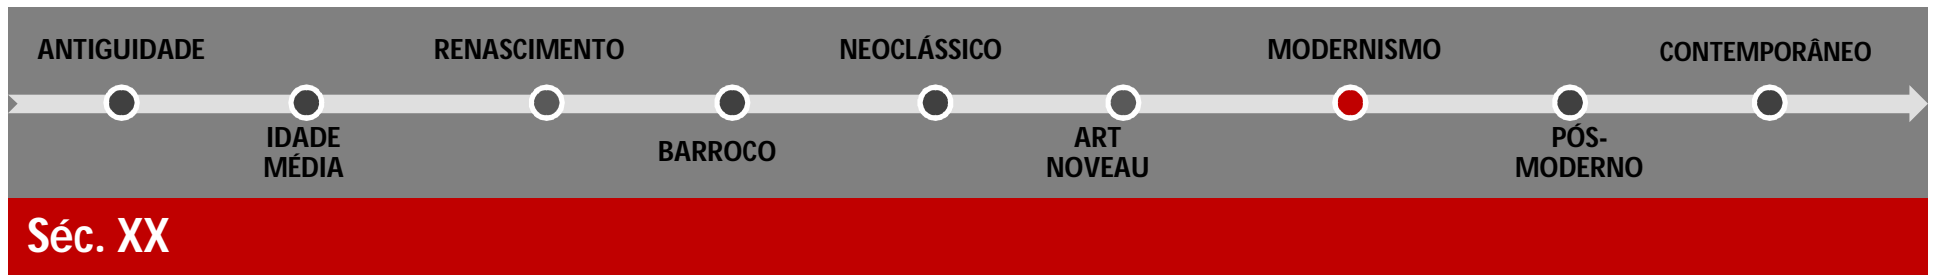 ANTIGUIDADE
RENASCIMENTO
NEOCLÁSSICO
MODERNISMO
CONTEMPORÂNEO
IDADE
MÉDIA
BARROCO
ART
NOVEAU
PÓS-
MODERNO
Séc. XX